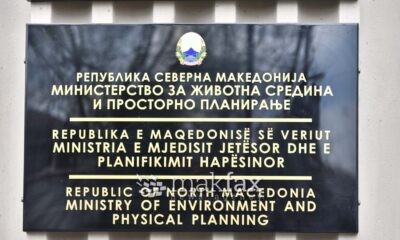 РЕПУБЛИКА СЕВЕРНА МАКЕДОНИЈА
МИНИСТЕРСТВО ЗА ЖИВОТНА СРЕДИНА
И ПРОСТОРНО ПЛАНИРАЊЕ
REPUBLIKA E MAQEDONISË SË VERIUT
MINISTRIA E MJEDISIT JETËSOR DHE E
PLANIFIKIMIT HAPËSINOR
makfax
REPUBLIC OF NORTH MACEDONIA
MINISTRY OF ENVIRONMENT AND
PHYSICAL PLANNING